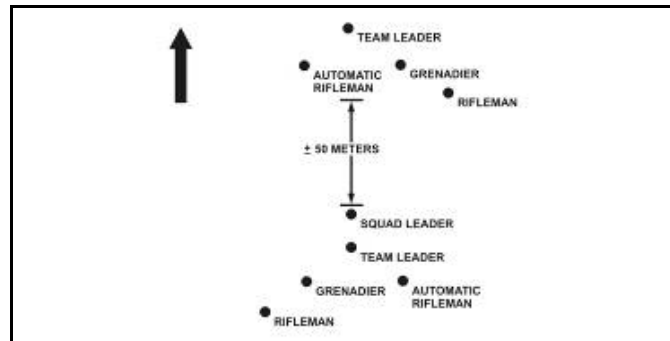 TEAM LEADER
AUTOMATIC
RIFLEMAN
GRENADIER
RIFLEMAN
± 50 METERS
SQUAD LEADER
TEAM LEADER
GRENADIER
AUTOMATIC
RIFLEMAN
RIFLEMAN